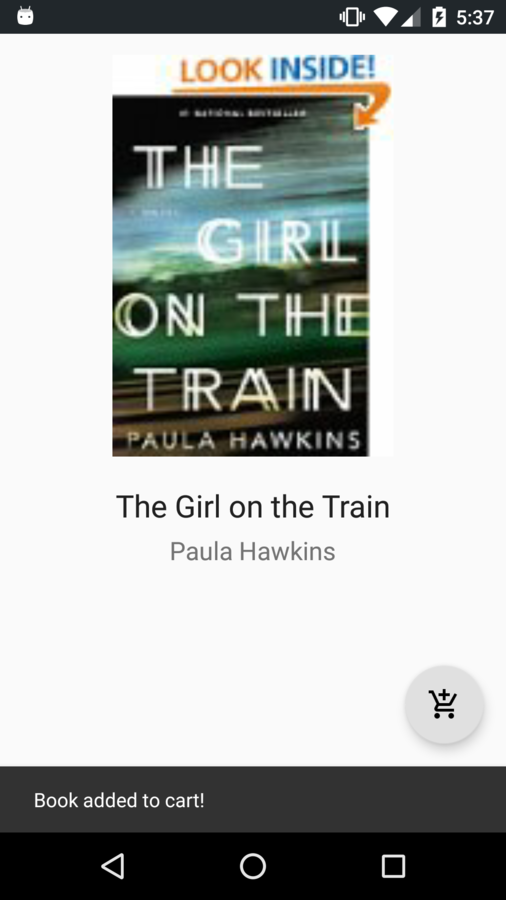 5:37
LOOK INSIDE!
#1 NATIONAL BESTSELLER
THE
GIRL
ON THE
TRAIN
PAULA HAWKINS
The Girl on the Train
Paula Hawkins
Book added to cart!